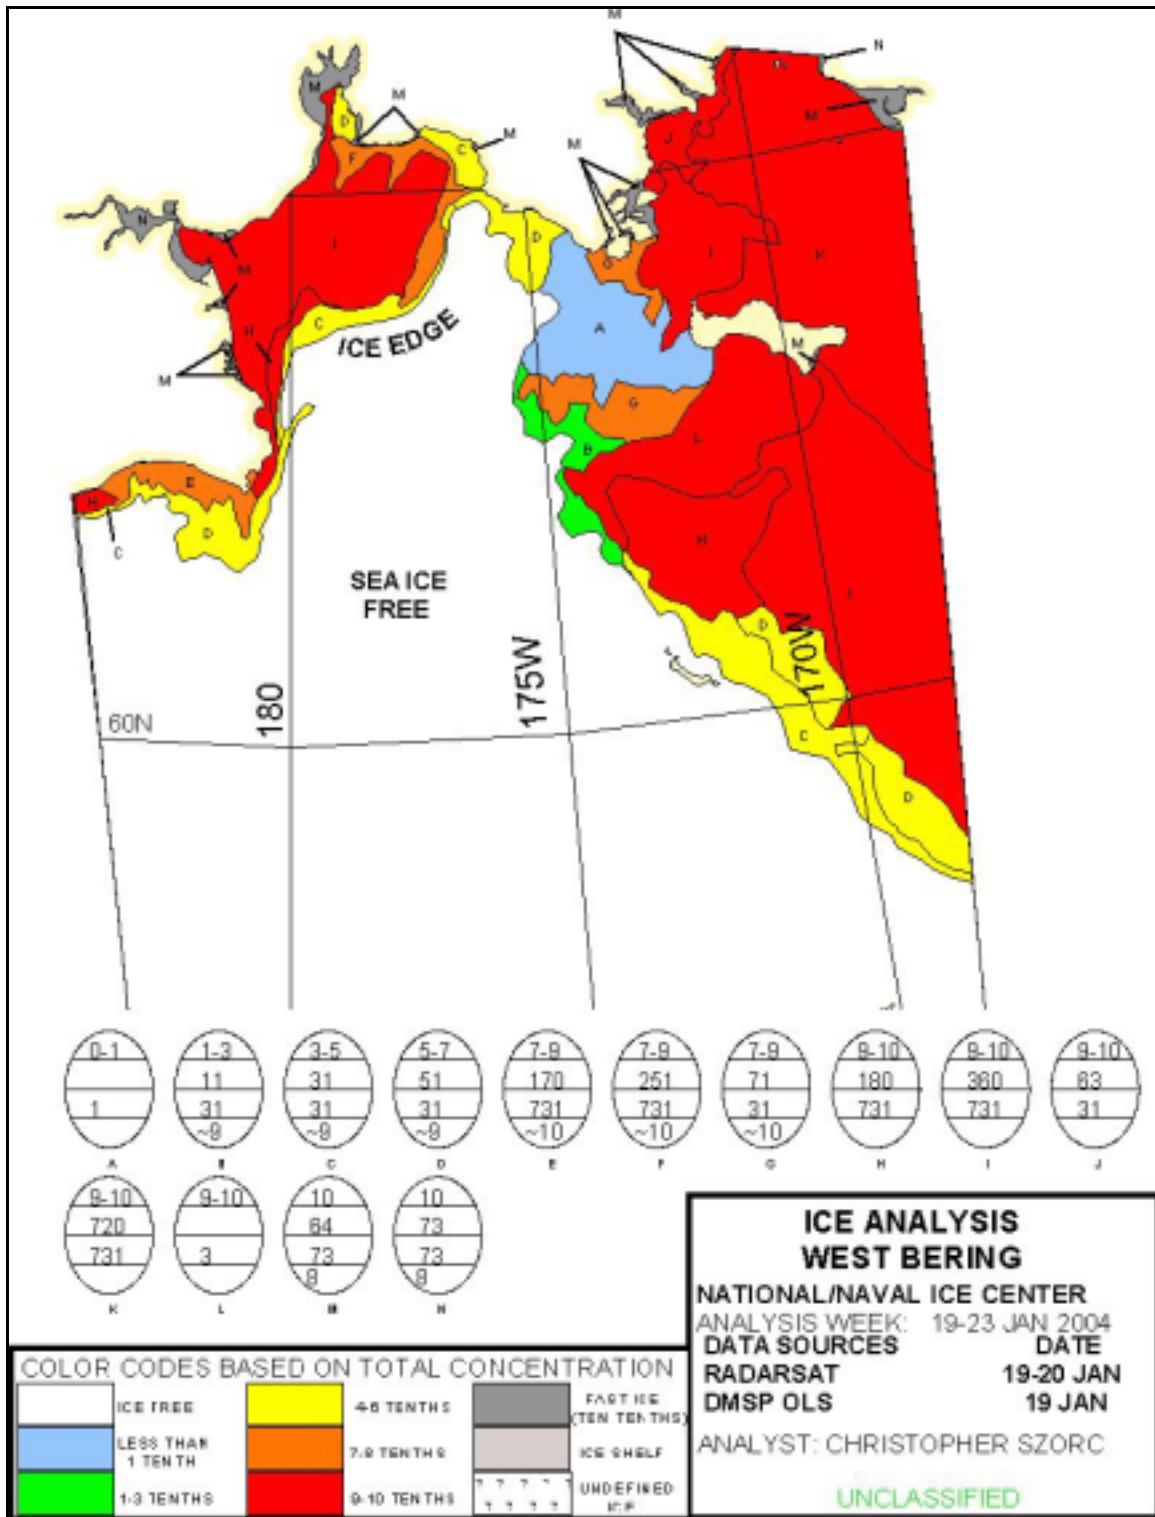 M
N
M
M
D
M
F
C
M
M
J
M
N
I
D
G
I
K
M
A
H
C
ICE EDGE
M
M
G
L
B
E
H
D
C
H
I
SEA ICE
FREE
D
170W
175W
180
60N
C
D
0-1 1-3 3-5 5-7 7-9 7-9 7-9 9-10 9-10 9-10
11 31 51 170 251 71 180 360 63
1 31 31 31 731 731 31 731 731 31
~9 ~9 ~9 ~10 ~10 ~10
A B C D E F G H I J
9-10 9-10 10 10
720 64 73
731 3 73 73
8 8
K L M N
ICE ANALYSIS
WEST BERING
NATIONAL/NAVAL ICE CENTER
ANALYSIS WEEK: 19-23 JAN 2004
DATA SOURCES DATE
RADARSAT 19-20 JAN
DMSP OLS 19 JAN
ANALYST: CHRISTOPHER SZORC
UNCLASSIFIED
COLOR CODES BASED ON TOTAL CONCENTRATION
ICE FREE
4-6 TENTHS
FAST ICE
(TEN TENTHS)
LESS THAN
1 TENTH
7-8 TENTHS
ICE SHELF
1-3 TENTHS
9-10 TENTHS
? ? ? ? ?
? ? ? ?
UNDEFINED
ICE